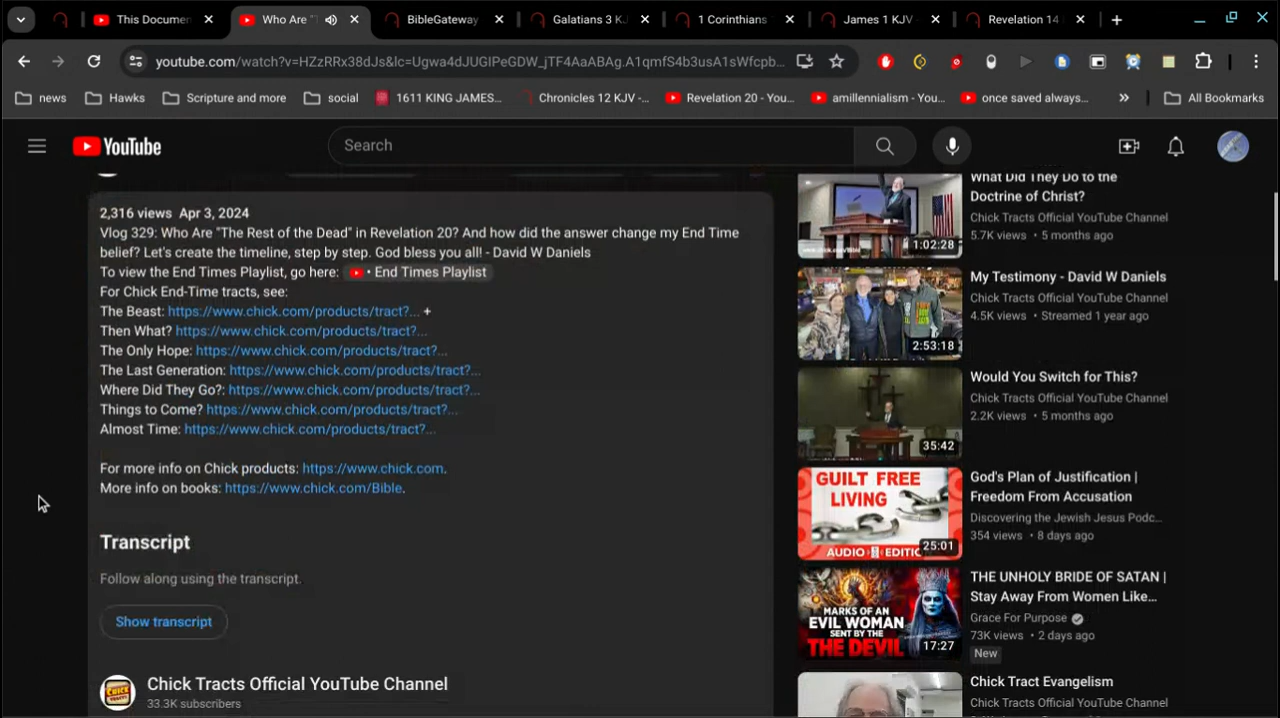 This Documen
Who Are "T
BibleGateway
Galatians 3 KJ
1 Corinthians
James 1 KJV
Revelation 14
youtube.com/watch?v=HZzRRx38dJs&lc=Ugwa4dJUGIPeGDW_jTF4AaABAg.A1qmfS4b3usA1sWfcpb...
news
Hawks
Scripture and more
social
1611 KING JAMES...
Chronicles 12 KJV -...
Revelation 20 - You...
amillennialism - You...
once saved always...
»
All Bookmarks
YouTube
Search
2,316 views Apr 3, 2024
Vlog 329: Who Are "The Rest of the Dead" in Revelation 20? And how did the answer change my End Time
belief? Let's create the timeline, step by step. God bless you all! - David W Daniels
To view the End Times Playlist, go here: • End Times Playlist
For Chick End-Time tracts, see:
The Beast: https://www.chick.com/products/tract?... +
Then What? https://www.chick.com/products/tract?...
The Only Hope: https://www.chick.com/products/tract?...
The Last Generation: https://www.chick.com/products/tract?...
Where Did They Go?: https://www.chick.com/products/tract?...
Things to Come? https://www.chick.com/products/tract?...
Almost Time: https://www.chick.com/products/tract?...
For more info on Chick products: https://www.chick.com.
More info on books: https://www.chick.com/Bible.
Transcript
Follow along using the transcript.
Show transcript
CHICK TRACTS
Chick Tracts Official YouTube Channel
33.3K subscribers
What Did They Do to the
Doctrine of Christ?
Chick Tracts Official YouTube Channel
5.7K views • 5 months ago
1:02:28
My Testimony - David W Daniels
Chick Tracts Official YouTube Channel
4.5K views • Streamed 1 year ago
2:53:18
Would You Switch for This?
Chick Tracts Official YouTube Channel
2.2K views • 5 months ago
35:42
GUILT FREE
LIVING
AUDIO EDITIO
25:01
God's Plan of Justification |
Freedom From Accusation
Discovering the Jewish Jesus Podc...
354 views • 8 days ago
MARKS OF AN
EVIL WOMAN
SENT BY THE
THE DEVIL
17:27
THE UNHOLY BRIDE OF SATAN |
Stay Away From Women Like...
Grace For Purpose
73K views • 2 days ago
New
Chick Tract Evangelism
Chick Tracts Official YouTube Channel